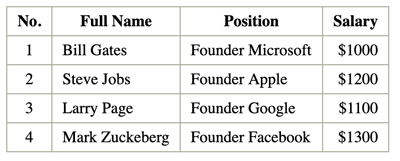 No. Full Name Position Salary
1 Bill Gates Founder Microsoft $1000
2 Steve Jobs Founder Apple $1200
3 Larry Page Founder Google $1100
4 Mark Zuckeberg Founder Facebook $1300